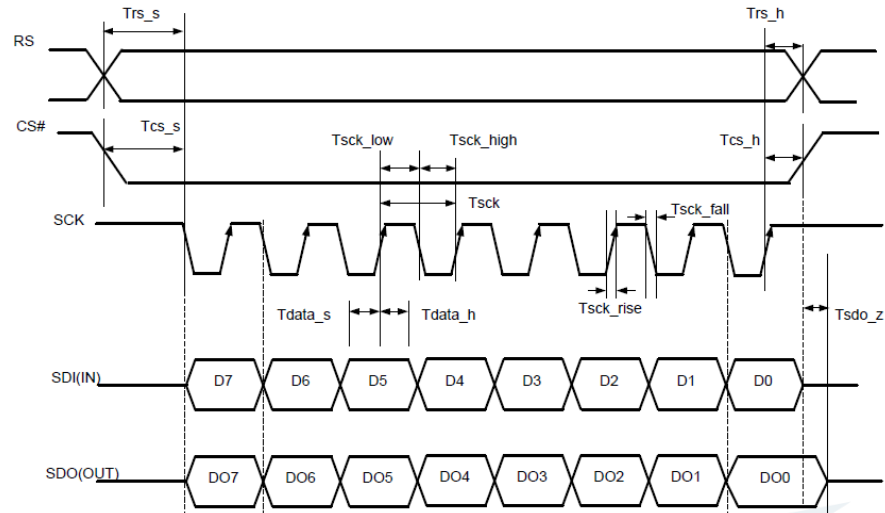 Trs_s
Trs_h
RS
CS#
Tcs_s
Tsck_low
Tsck_high
Tcs_h
Tsck
Tsck_fall
SCK
Tdata_s
Tdata_h
Tsck_rise
Tsdo_z
SDI(IN)
D7 D6 D5 D4 D3 D2 D1 D0
SDO(OUT)
DO7 DO6 DO5 DO4 DO3 DO2 DO1 DO0